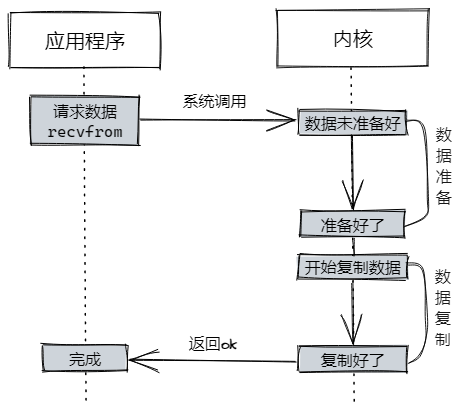 应用程序
内核
请求数据
recvfrom
系统调用
数据未准备好
数据准备
准备好了
开始复制数据
数据复制
复制好了
返回ok
完成